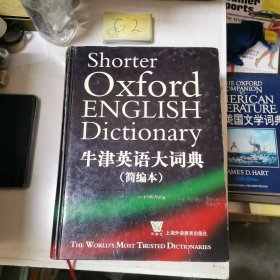 G2
Shorter
Oxford
ENGLISH
Dictionary
牛津英语大词典
(简编本)
上海外语教育出版社
THE WORLD'S MOST TRUSTED DICTIONARIES
THE OXFORD
COMPANION
MERICAN
ERATURE
美国文学词典
JAMES D. HART